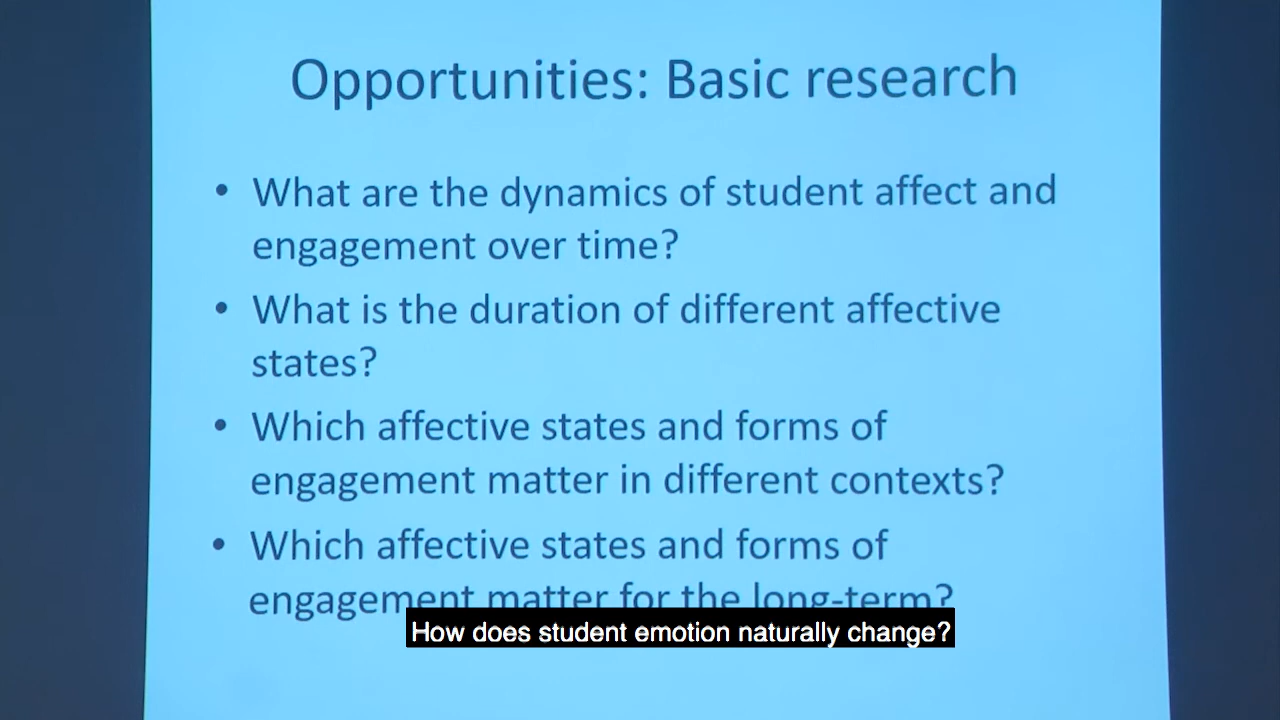 Opportunities: Basic research
• What are the dynamics of student affect and
engagement over time?
• What is the duration of different affective
states?
• Which affective states and forms of
engagement matter in different contexts?
• Which affective states and forms of
engagement matter for the long-term?
How does student emotion naturally change?